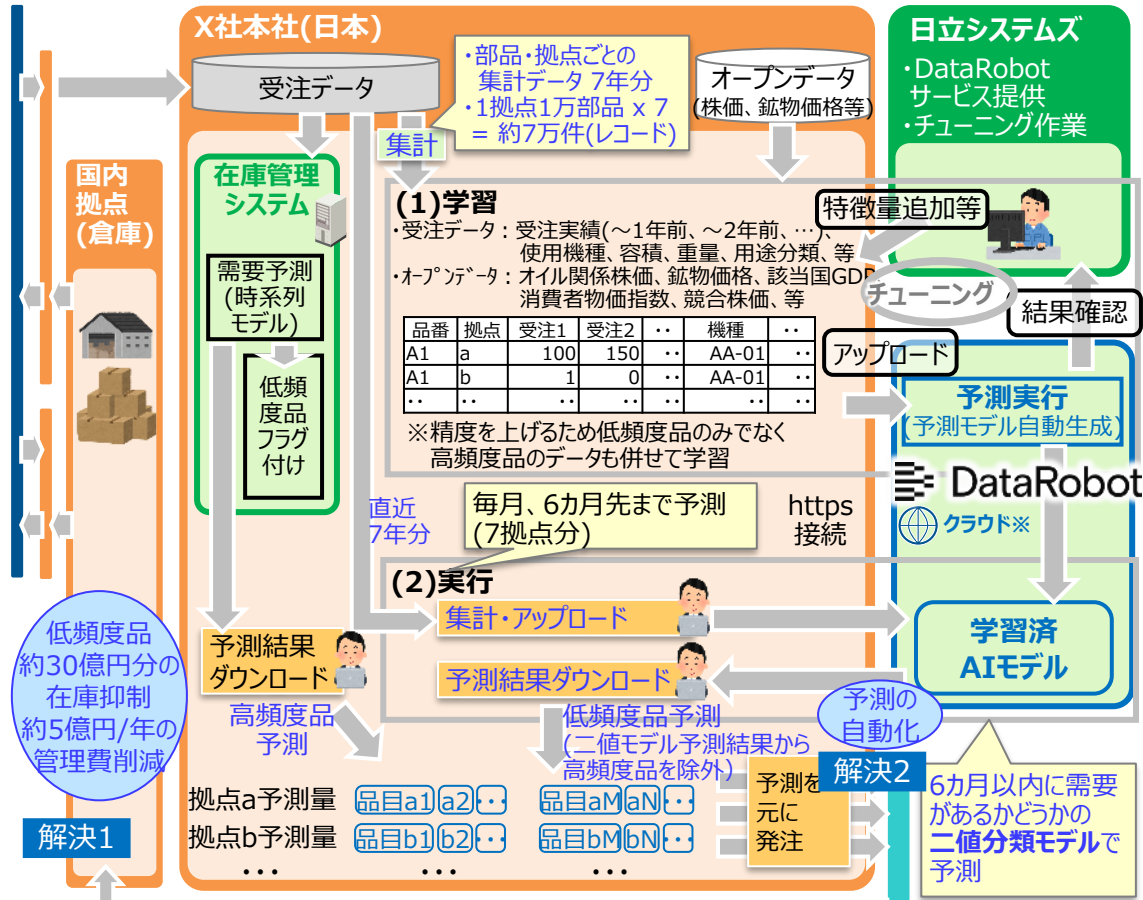 X社本社(日本)
受注データ
・部品・拠点ごとの
集計データ 7年分
・1拠点1万部品 x 7
= 約7万件(レコード)
集計
オープンデータ
(株価、鉱物価格等)
日立システムズ
・DataRobot
サービス提供
・チューニング作業
国内
拠点
(倉庫)
在庫管理
システム
需要予測
(時系列
モデル)
低頻
度品
フラグ
付け
(1)学習
・受注データ：受注実績(～1年前、～2年前、…)、
使用機種、容積、重量、用途分類、等
・オープンデータ：オイル関係株価、鉱物価格、該当国GDP
消費者物価指数、競合株価、等
特徴量追加等
チューニング
結果確認
アップロード
品番 拠点 受注1 受注2 ‥ 機種 ‥
A1 a 100 150 ‥ AA-01 ‥
A1 b 1 0 ‥ AA-01 ‥
‥ ‥ ‥ ‥ ‥ ‥ ‥
※精度を上げるため低頻度品のみでなく
高頻度品のデータも併せて学習
予測実行
(予測モデル自動生成)
DataRobot
クラウド※
直近
7年分
毎月、6カ月先まで予測
(7拠点分)
https
接続
(2)実行
集計・アップロード
予測結果ダウンロード
学習済
AIモデル
予測結果
ダウンロード
低頻度品
約30億円分の
在庫抑制
約5億円/年の
管理費削減
解決1
高頻度品
予測
低頻度品予測
(二値モデル予測結果から
高頻度品を除外)
予測の
自動化
解決2
予測を
元に
発注
拠点a予測量 品目a1 a2 ‥ 品目aM aN ‥
拠点b予測量 品目b1 b2 ‥ 品目bM bN ‥
… … …
6カ月以内に需要
があるかどうかの
二値分類モデルで
予測